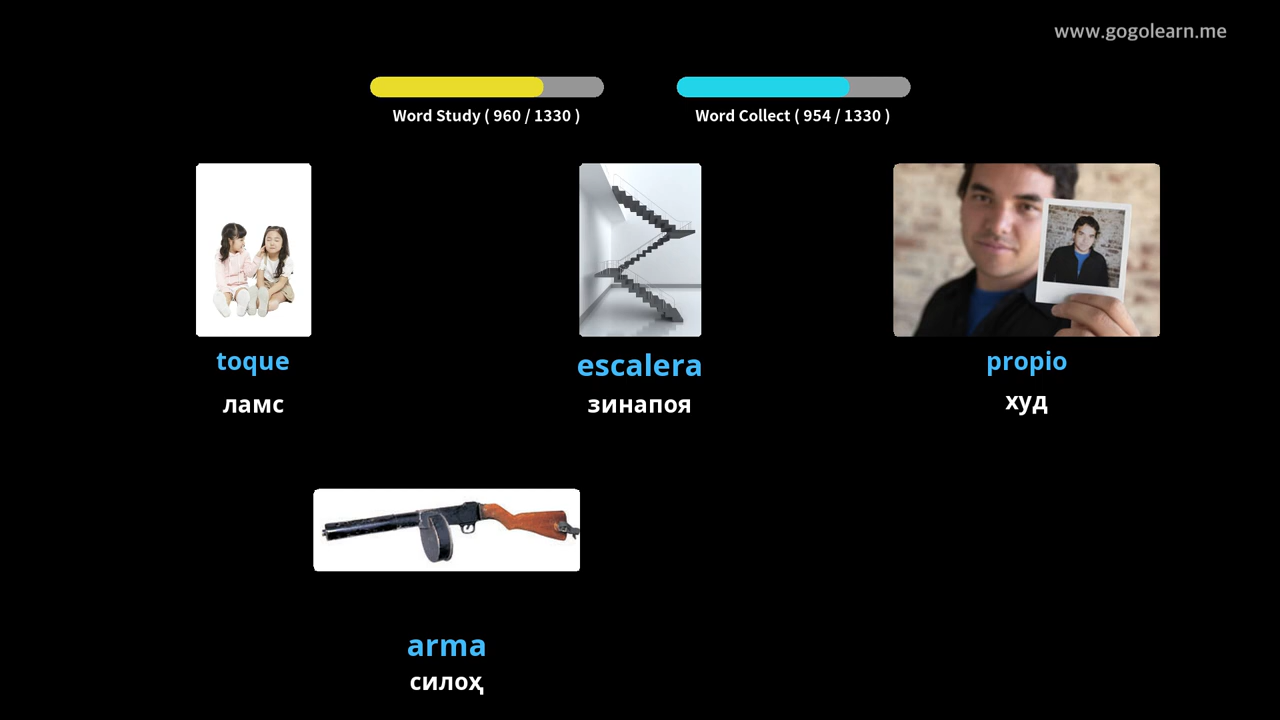 www.gogolearn.me
Word Study ( 960 / 1330 )
Word Collect ( 954 / 1330 )
toque
ламс
escalera
зинапоя
propio
худ
arma
силоҳ